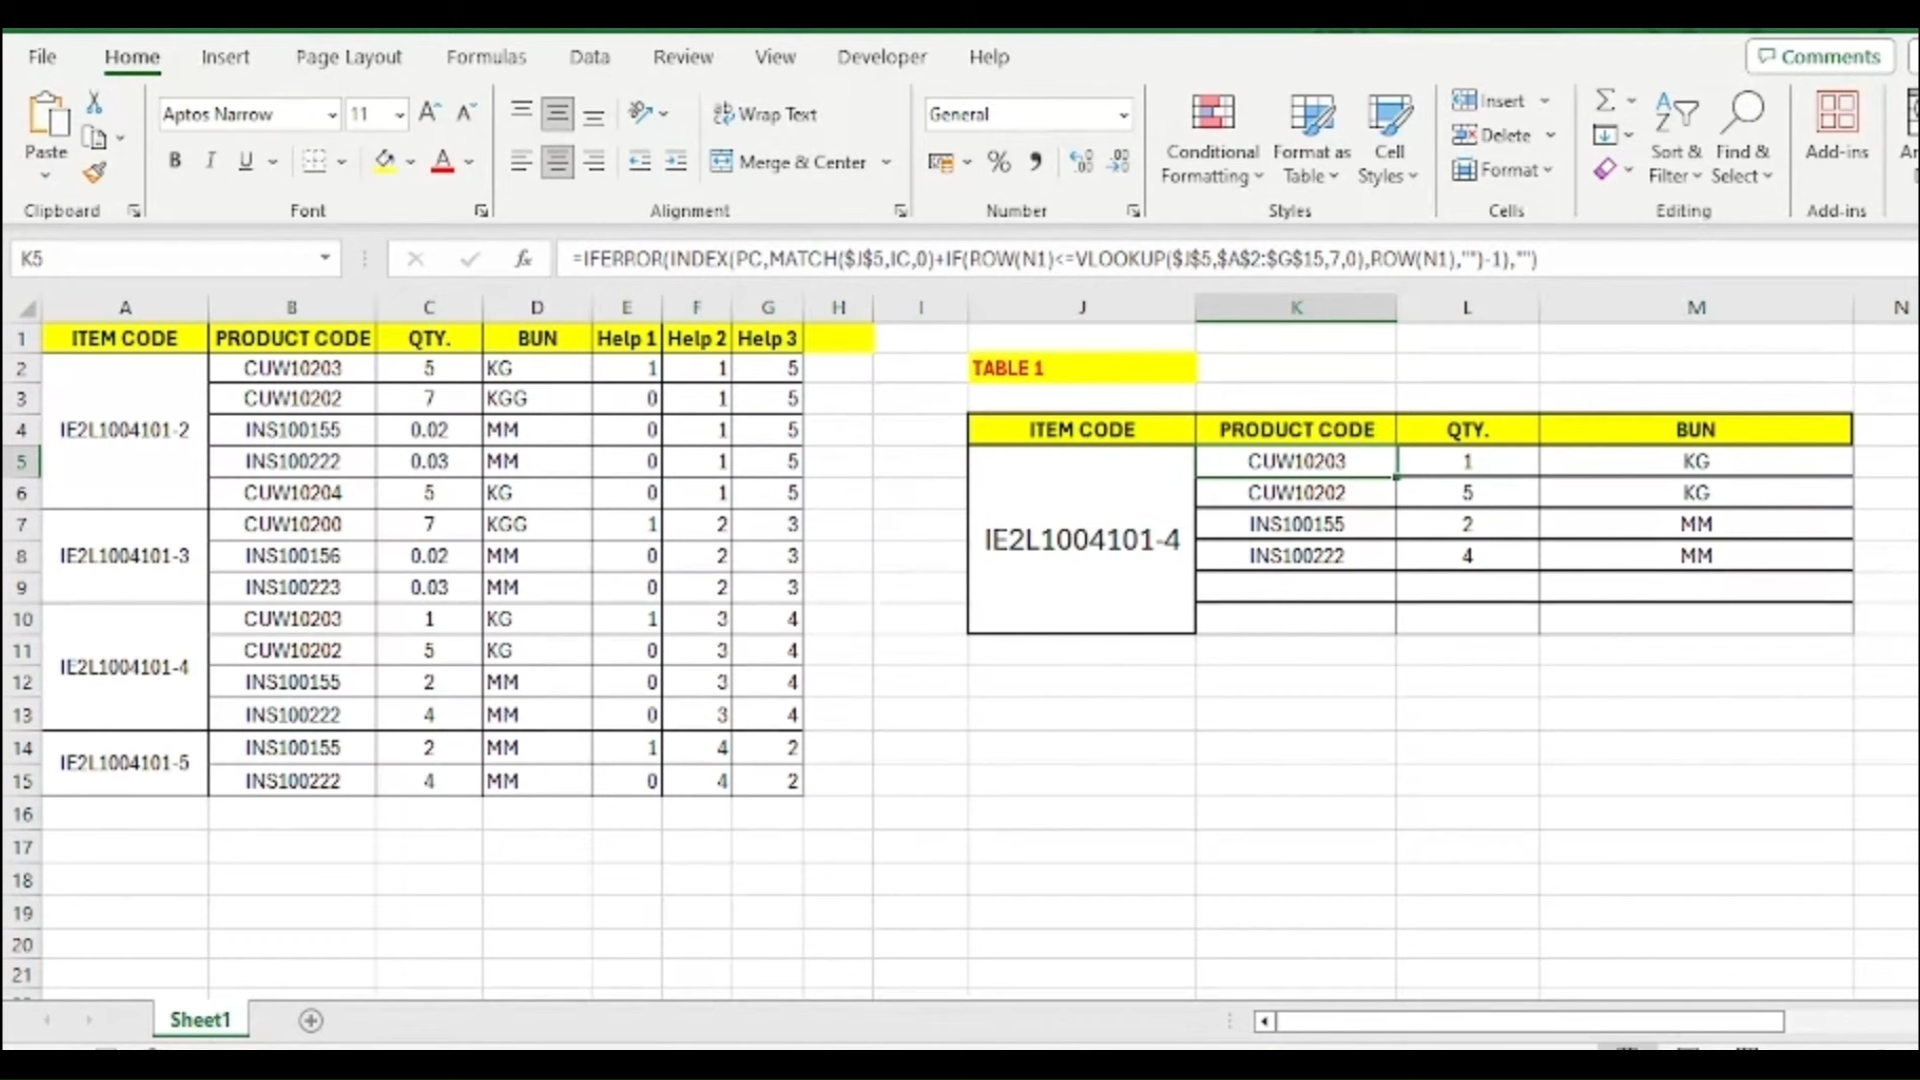 File Home Insert Page Layout Formulas Data Review View Developer Help Comments
Aptos Narrow 11 Wrap Text General Insert
Paste B I U Merge & Center % Conditional Formatting Format as Table Cell Styles Delete Format Sort & Filter Find & Select Add-ins
Clipboard Font Alignment Number Styles Cells Editing Add-ins
K5 fx =IFERROR(INDEX(PC,MATCH($J$5,IC,0)+IF(ROW(N1)<=VLOOKUP($J$5,$A$2:$G$15,7,0),ROW(N1),"")-1),"")
A B C D E F G H I J K L M N
1 ITEM CODE PRODUCT CODE QTY. BUN Help 1 Help 2 Help 3
2 CUW10203 5 KG 1 1 5 TABLE 1
3 CUW10202 7 KGG 0 1 5
4 IE2L1004101-2 INS100155 0.02 MM 0 1 5 ITEM CODE PRODUCT CODE QTY. BUN
5 INS100222 0.03 MM 0 1 5 CUW10203 1 KG
6 CUW10204 5 KG 0 1 5 CUW10202 5 KG
7 CUW10200 7 KGG 1 2 3 IE2L1004101-4 INS100155 2 MM
8 IE2L1004101-3 INS100156 0.02 MM 0 2 3 INS100222 4 MM
9 INS100223 0.03 MM 0 2 3
10 CUW10203 1 KG 1 3 4
11 IE2L1004101-4 CUW10202 5 KG 0 3 4
12 INS100155 2 MM 0 3 4
13 INS100222 4 MM 0 3 4
14 IE2L1004101-5 INS100155 2 MM 1 4 2
15 INS100222 4 MM 0 4 2
16
17
18
19
20
21
Sheet1